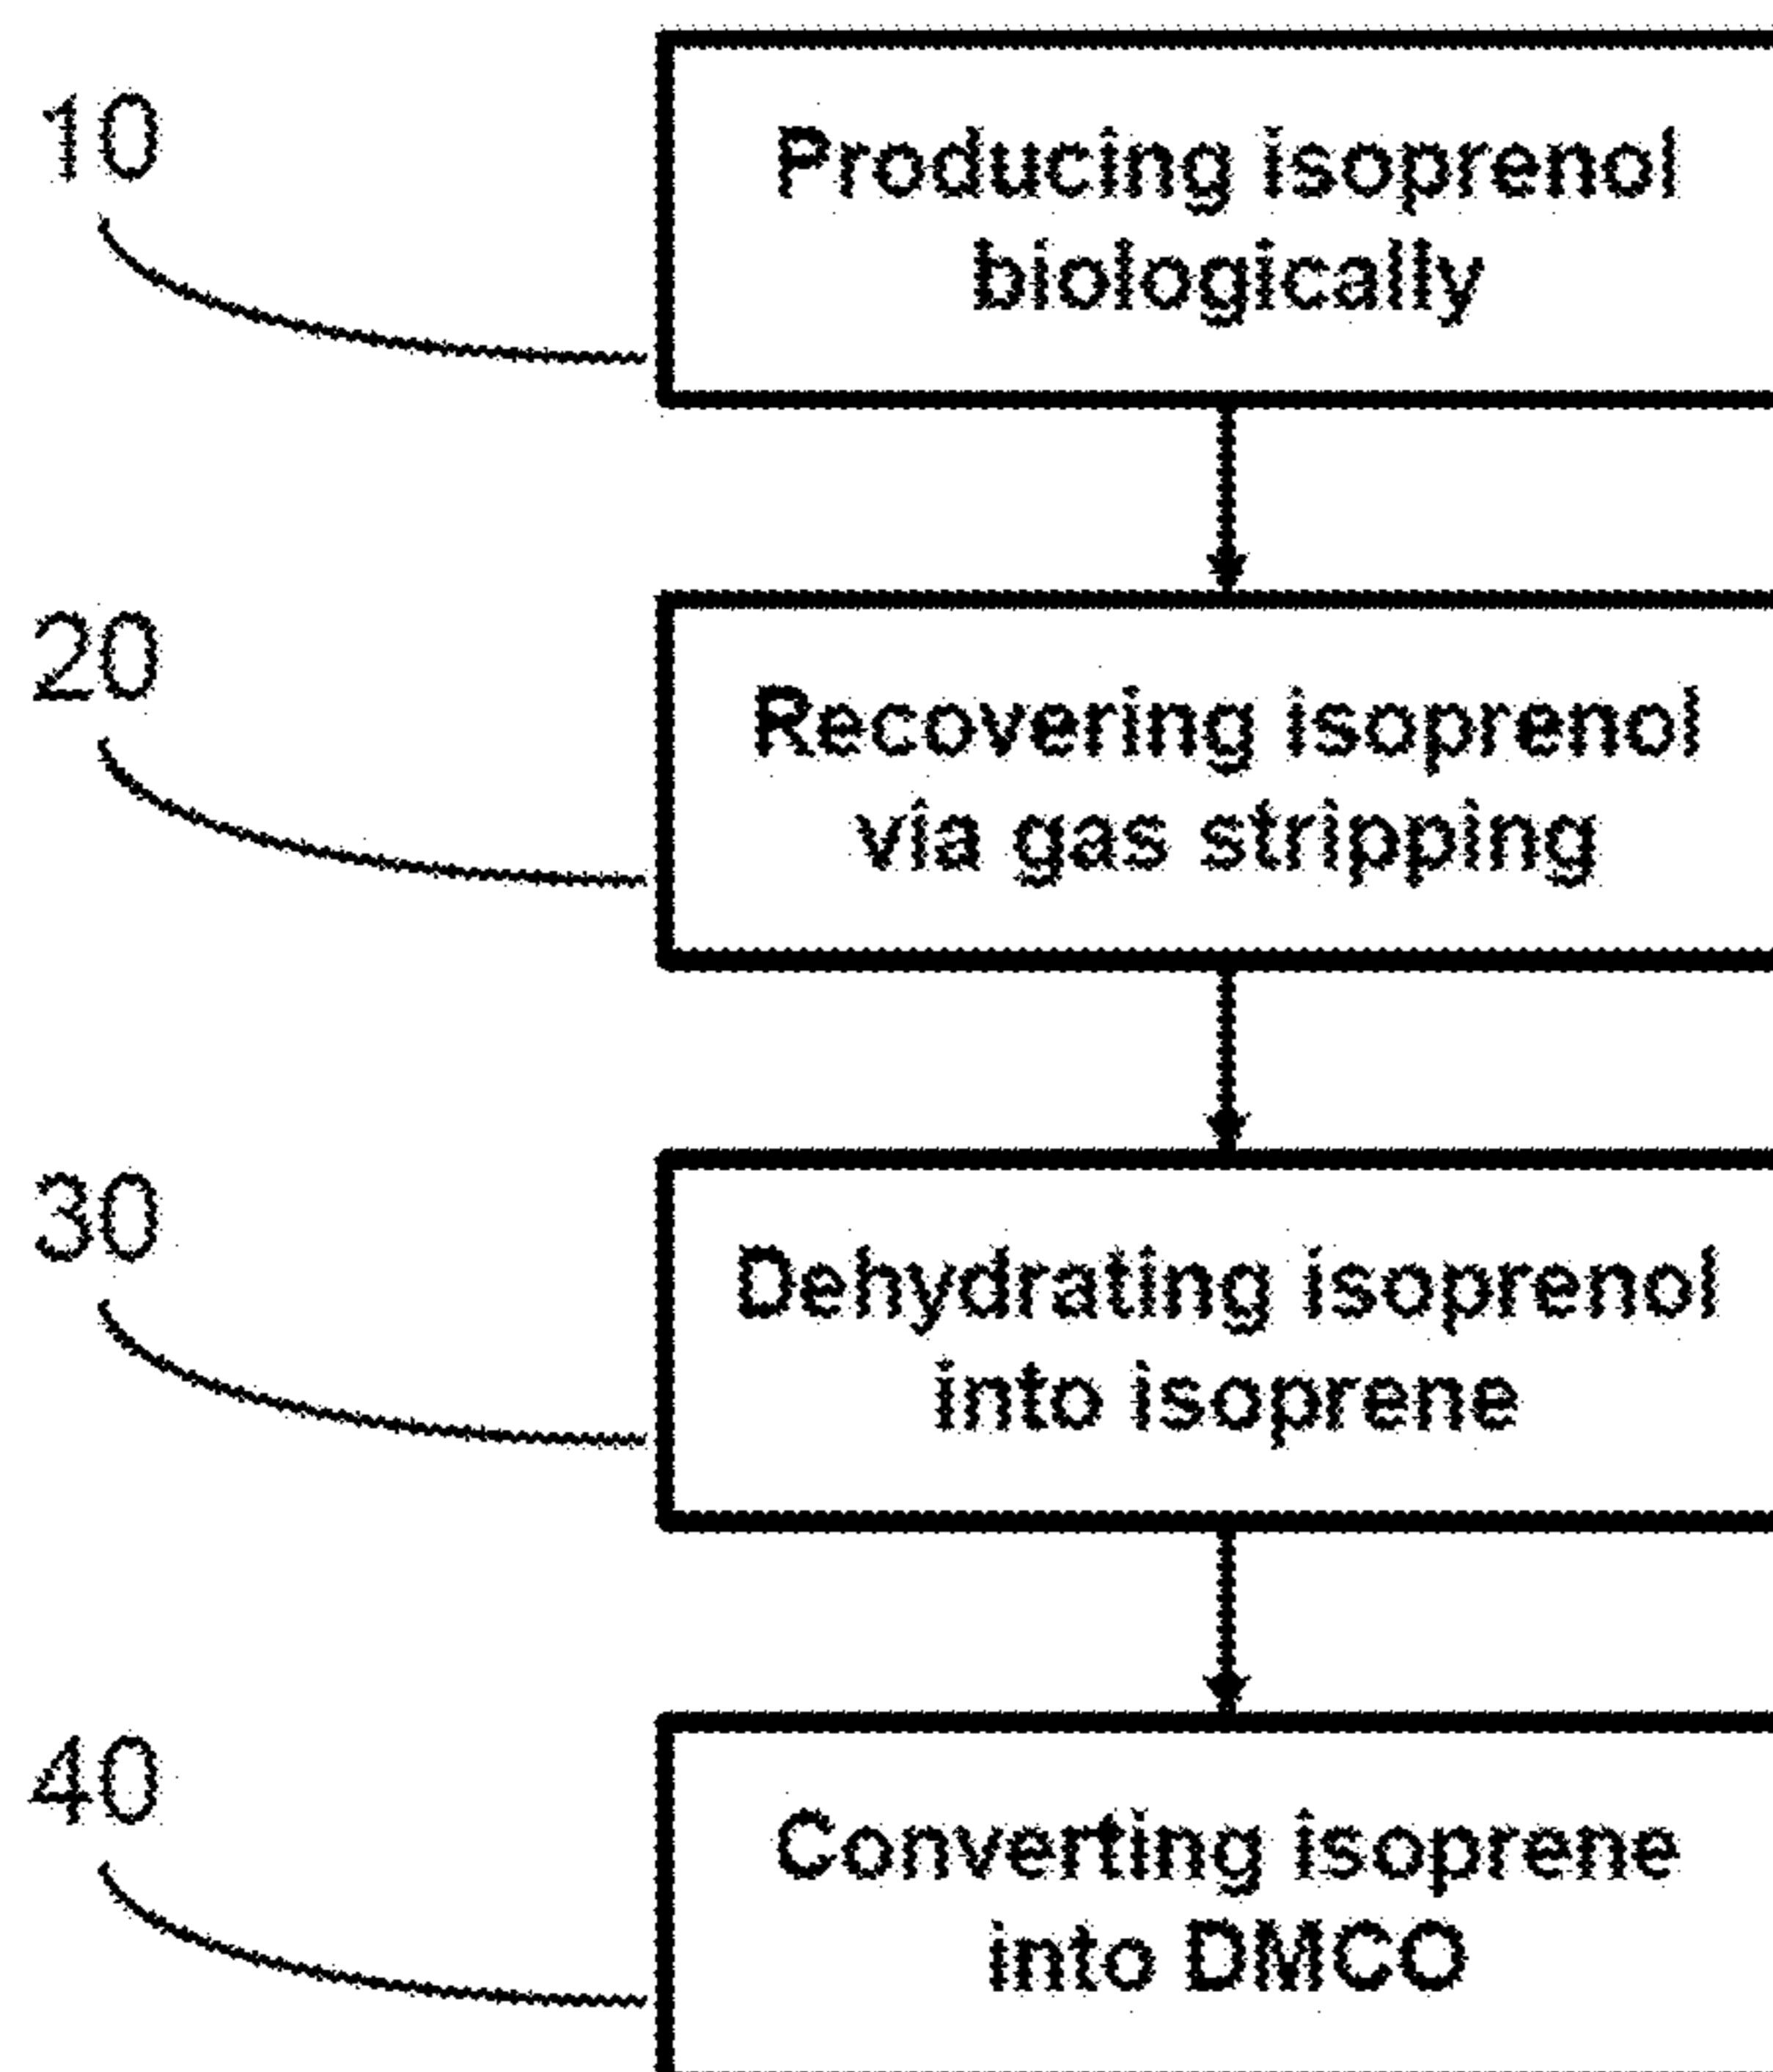 10
Producing isoprenol
biologically
20
Recovering isoprenol
via gas stripping
30
Dehydrating isoprenol
into isoprene
40
Converting isoprene
into DMCO